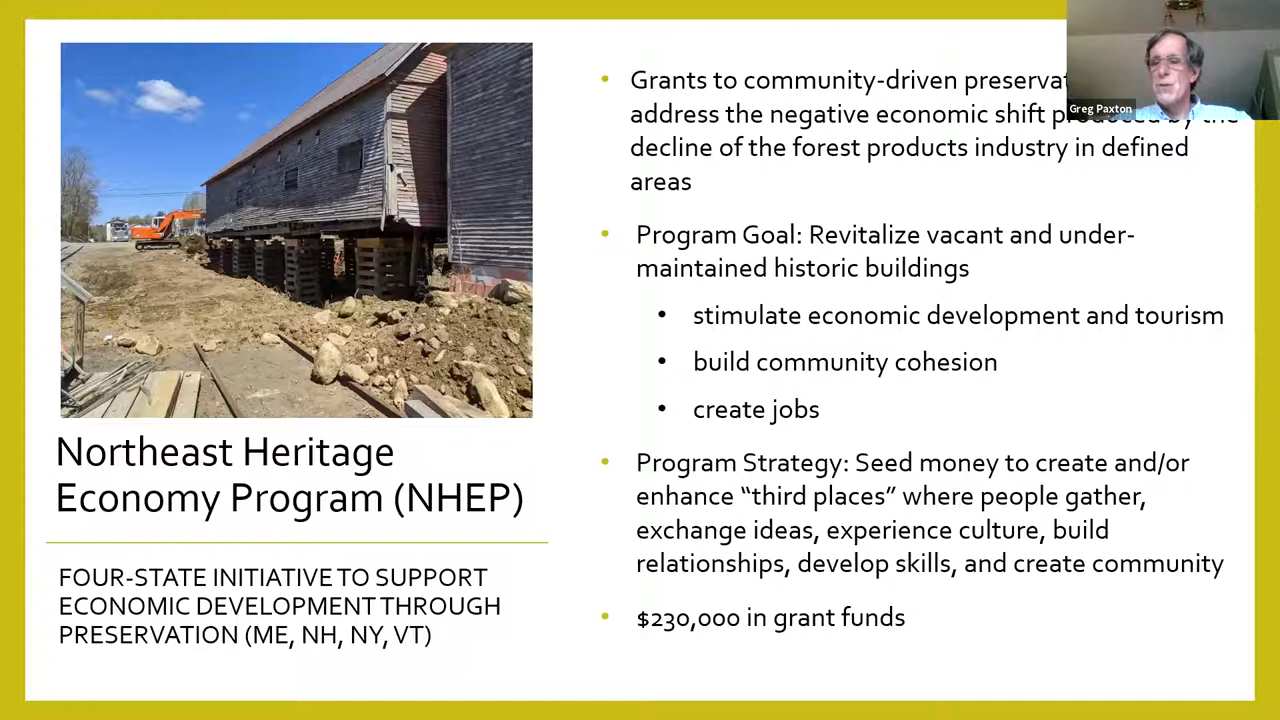 Greg Paxton
Grants to community-driven
address the negative economic shift
decline of the forest products industry in defined
areas
Program Goal: Revitalize vacant and under-
maintained historic buildings
stimulate economic development and tourism
build community cohesion
create jobs
Program Strategy: Seed money to create and/or
enhance “third places” where people gather,
exchange ideas, experience culture, build
relationships, develop skills, and create community
$230,000 in grant funds
Northeast Heritage
Economy Program (NHEP)
FOUR-STATE INITIATIVE TO SUPPORT
ECONOMIC DEVELOPMENT THROUGH
PRESERVATION (ME, NH, NY, VT)